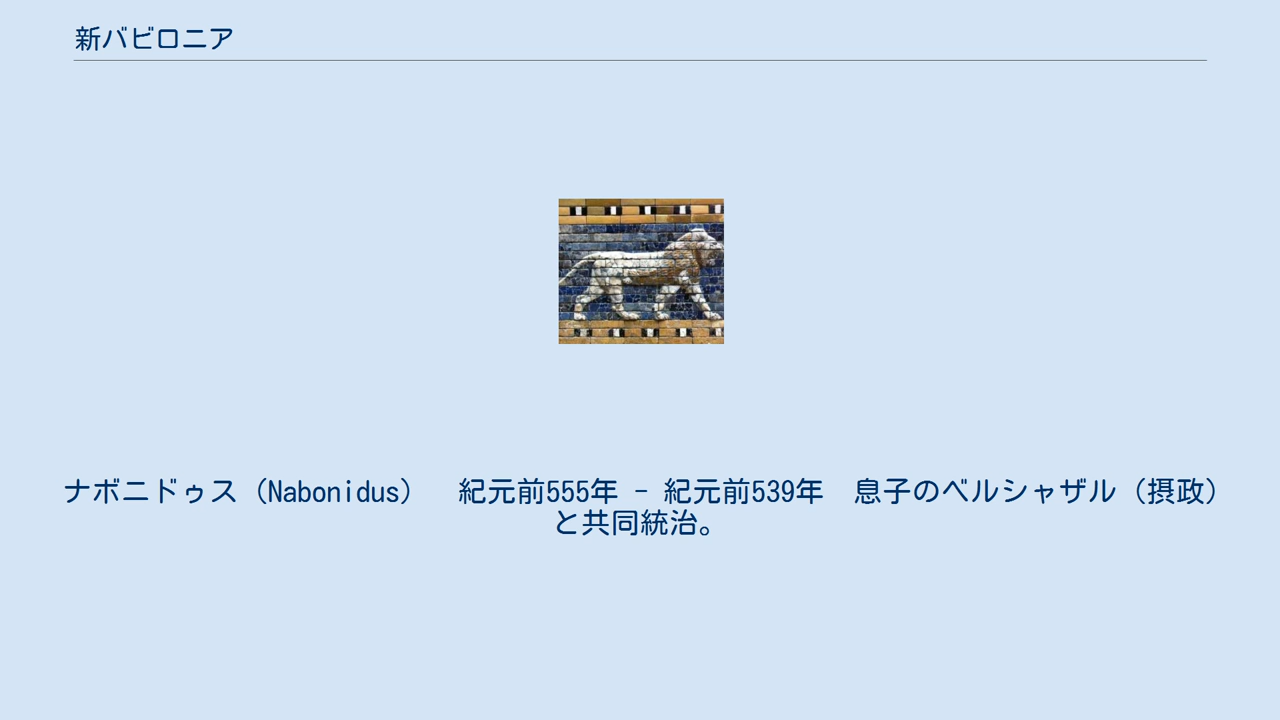 新バビロニア
ナボニドゥス（Nabonidus）　紀元前555年 - 紀元前539年　息子のベルシャザル（摂政）
と共同統治。